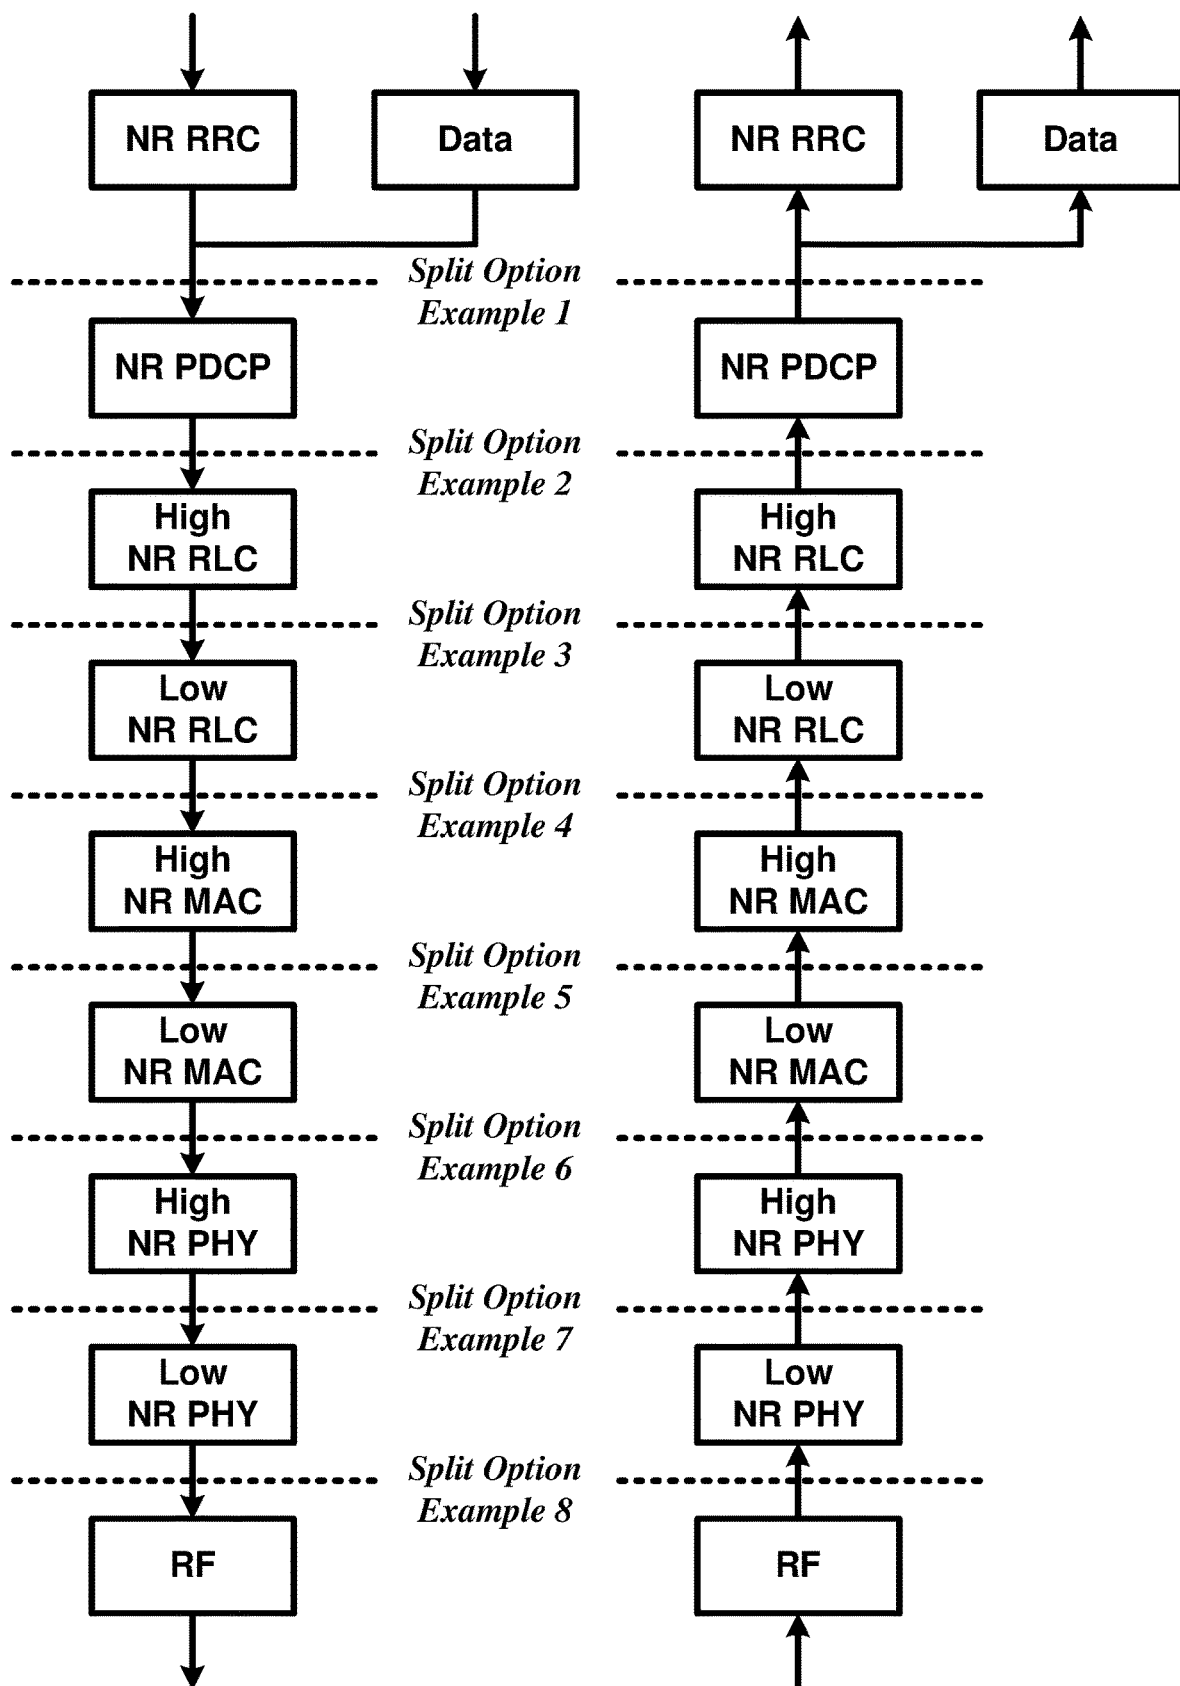 NR RRC
Data
NR RRC
Data
Split Option
Example 1
NR PDCP
NR PDCP
Split Option
Example 2
High
NR RLC
High
NR RLC
Split Option
Example 3
Low
NR RLC
Low
NR RLC
Split Option
Example 4
High
NR MAC
High
NR MAC
Split Option
Example 5
Low
NR MAC
Low
NR MAC
Split Option
Example 6
High
NR PHY
High
NR PHY
Split Option
Example 7
Low
NR PHY
Low
NR PHY
Split Option
Example 8
RF
RF